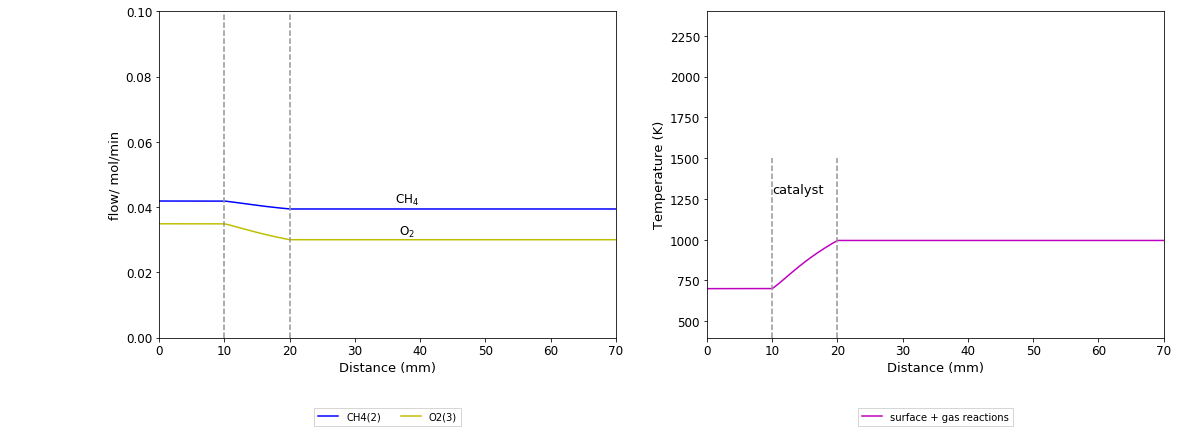 0.10
0.08
0.06
0.04
0.02
0.00
flow/ mol/min
CH4
O2
0 10 20 30 40 50 60 70
Distance (mm)
CH4(2) O2(3)
2250
2000
1750
1500
1250
1000
750
500
Temperature (K)
catalyst
0 10 20 30 40 50 60 70
Distance (mm)
surface + gas reactions